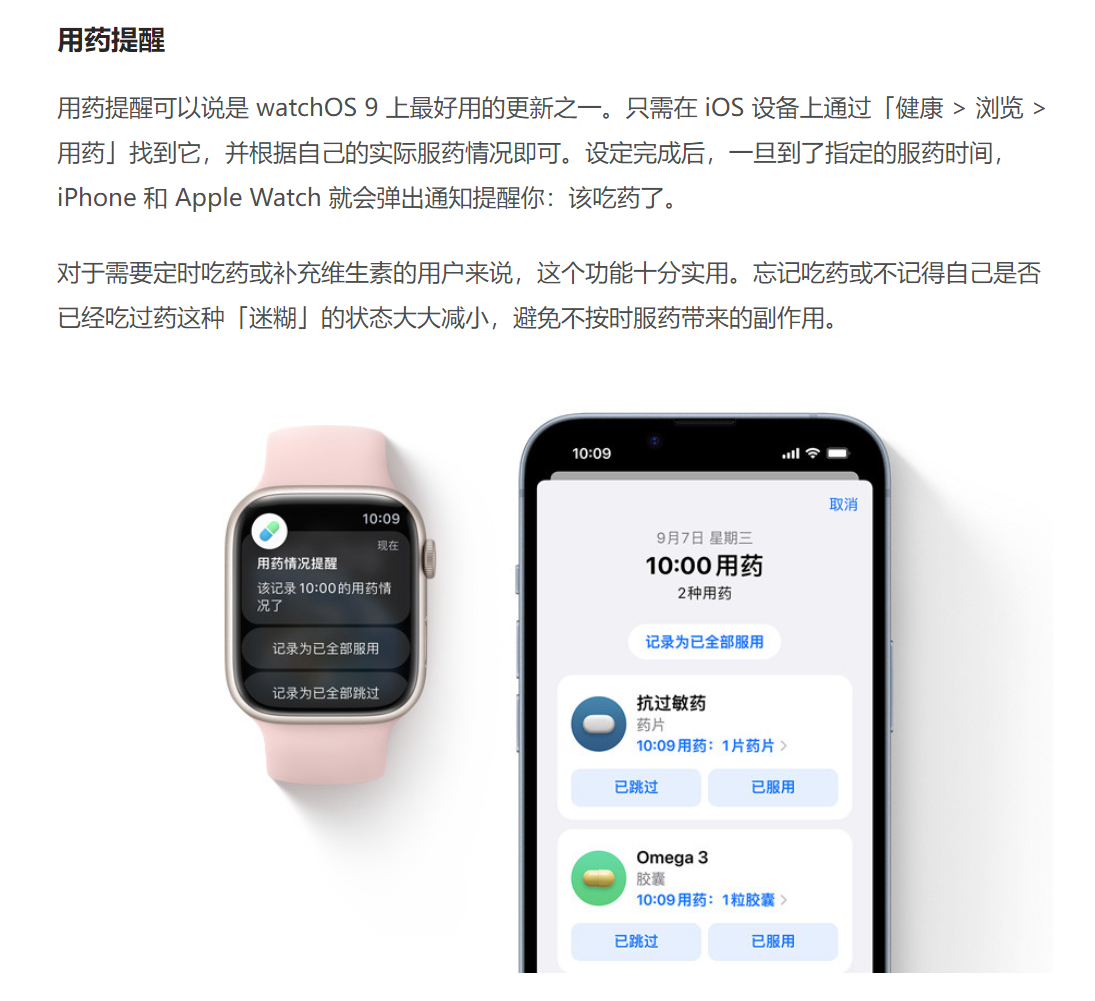 用药提醒
用药提醒可以说是 watchOS 9 上最好用的更新之一。只需在 iOS 设备上通过「健康 > 浏览 >
用药」找到它，并根据自己的实际服药情况即可。设定完成后，一旦到了指定的服药时间，
iPhone 和 Apple Watch 就会弹出通知提醒你：该吃药了。
对于需要定时吃药或补充维生素的用户来说，这个功能十分实用。忘记吃药或不记得自己是否
已经吃过药这种「迷糊」的状态大大减小，避免不按时服药带来的副作用。
10:09
现在
用药情况提醒
该记录10:00的用药情
况了
记录为已全部服用
记录为已全部跳过
10:09
取消
9月7日 星期三
10:00用药
2种用药
记录为已全部服用
抗过敏药
药片
10:09用药：1片药片 >
已跳过 已服用
Omega 3
胶囊
10:09用药：1粒胶囊 >
已跳过 已服用